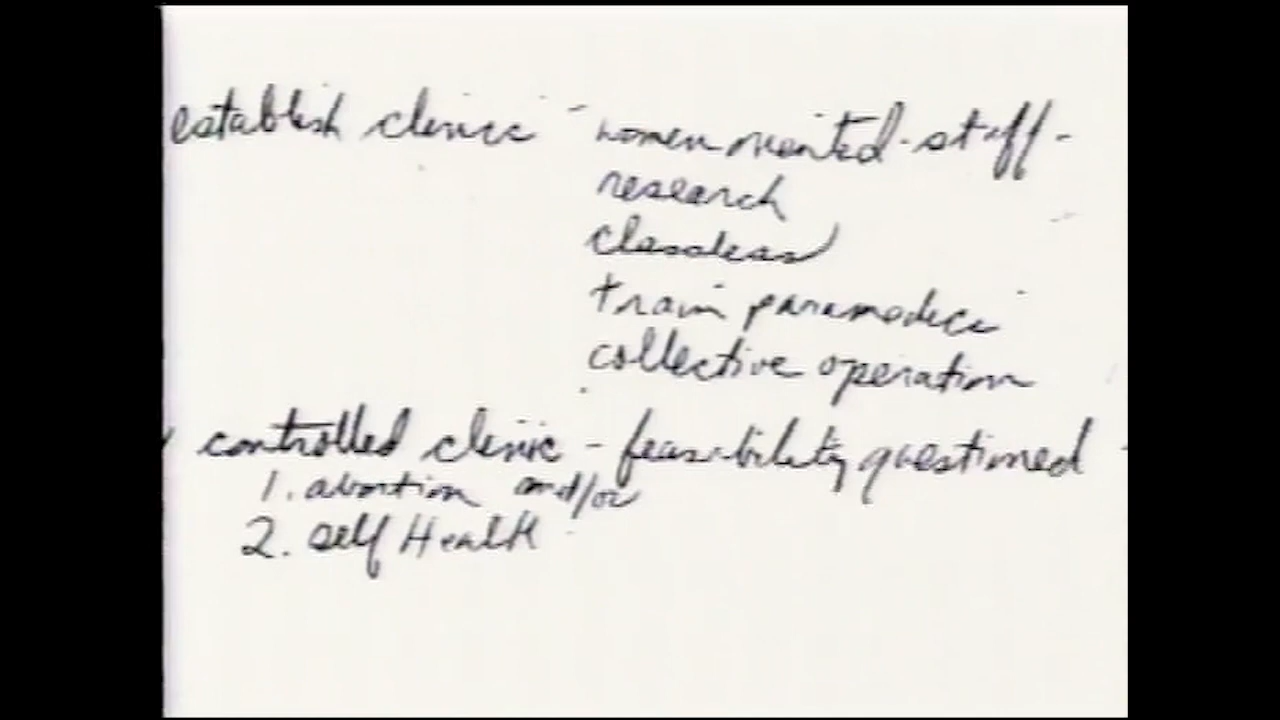 establish clinic - women oriented - staff -
research
classless
train paramedics
collective operation
controlled clinic - feasibility questioned -
1. abortion and/or
2. self Health